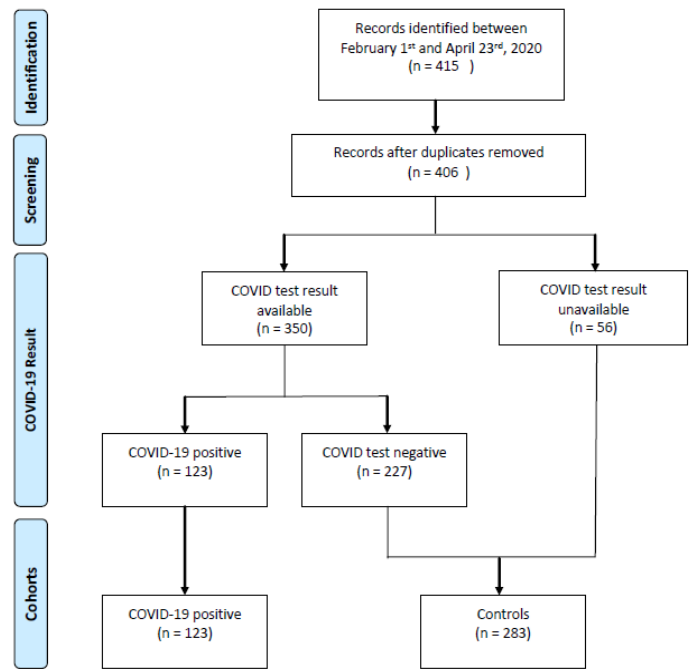 Identification
Records identified between
February 1st and April 23rd, 2020
(n = 415   )
Screening
Records after duplicates removed
(n = 406   )
COVID-19 Result
COVID test result
available
(n = 350)
COVID test result
unavailable
(n = 56)
COVID-19 positive
(n = 123)
COVID test negative
(n = 227)
Cohorts
COVID-19 positive
(n = 123)
Controls
(n = 283)